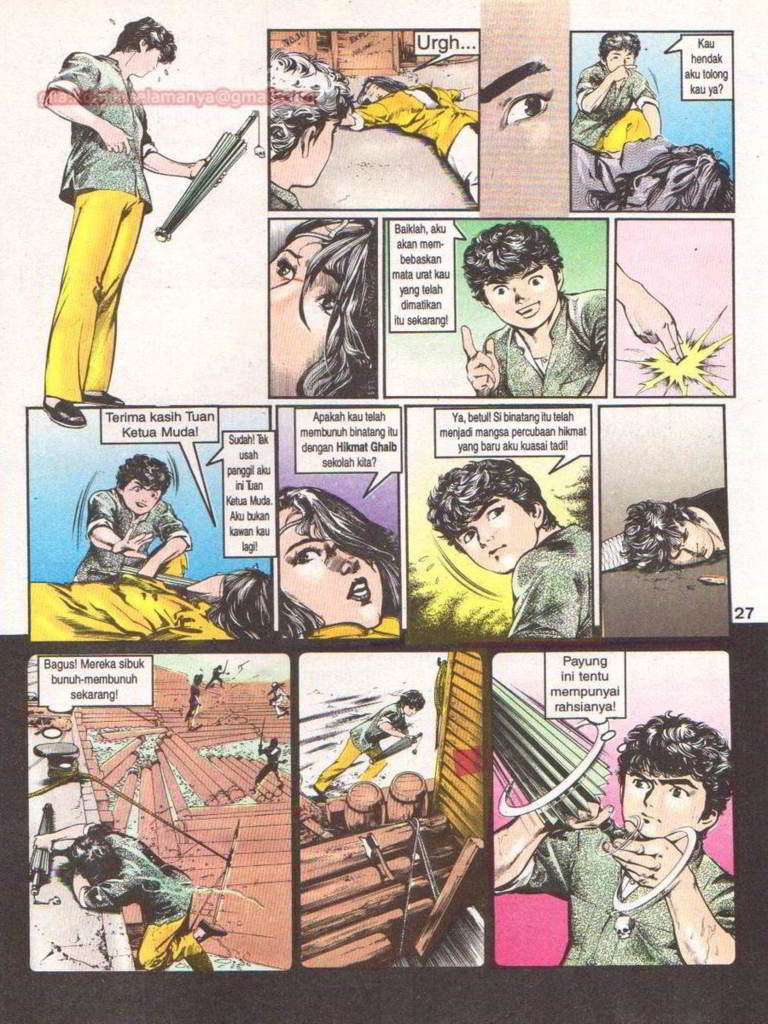 Urgh...
Kau
hendak
aku tolong
kau ya?
Baiklah, aku
akan mem-
bebaskan
mata urat kau
yang telah
dimatikan
itu sekarang!
Terima kasih Tuan
Ketua Muda!
Sudah! Tak
usah
panggil aku
ini Tuan
Ketua Muda.
Aku bukan
kawan kau
lagi!
Apakah kau telah
membunuh binatang itu
dengan Hikmat Ghaib
sekolah kita?
Ya, betul! Si binatang itu telah
menjadi mangsa percubaan hikmat
yang baru aku kuasai tadi!
27
Bagus! Mereka sibuk
bunuh-membunuh
sekarang!
Payung
ini tentu
mempunyai
rahsianya!